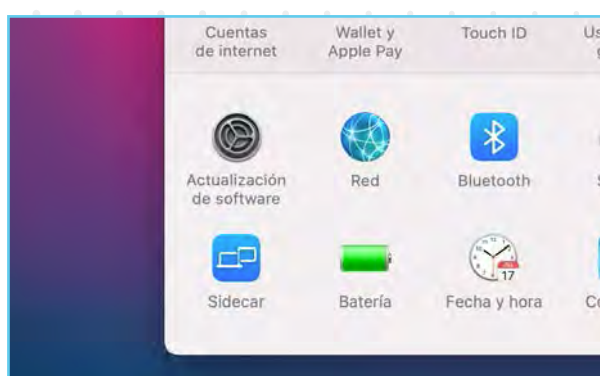 Cuentas
de internet
Wallet y
Apple Pay
Touch ID
Actualización
de software
Red
Bluetooth
Sidecar
Batería
Fecha y hora
17